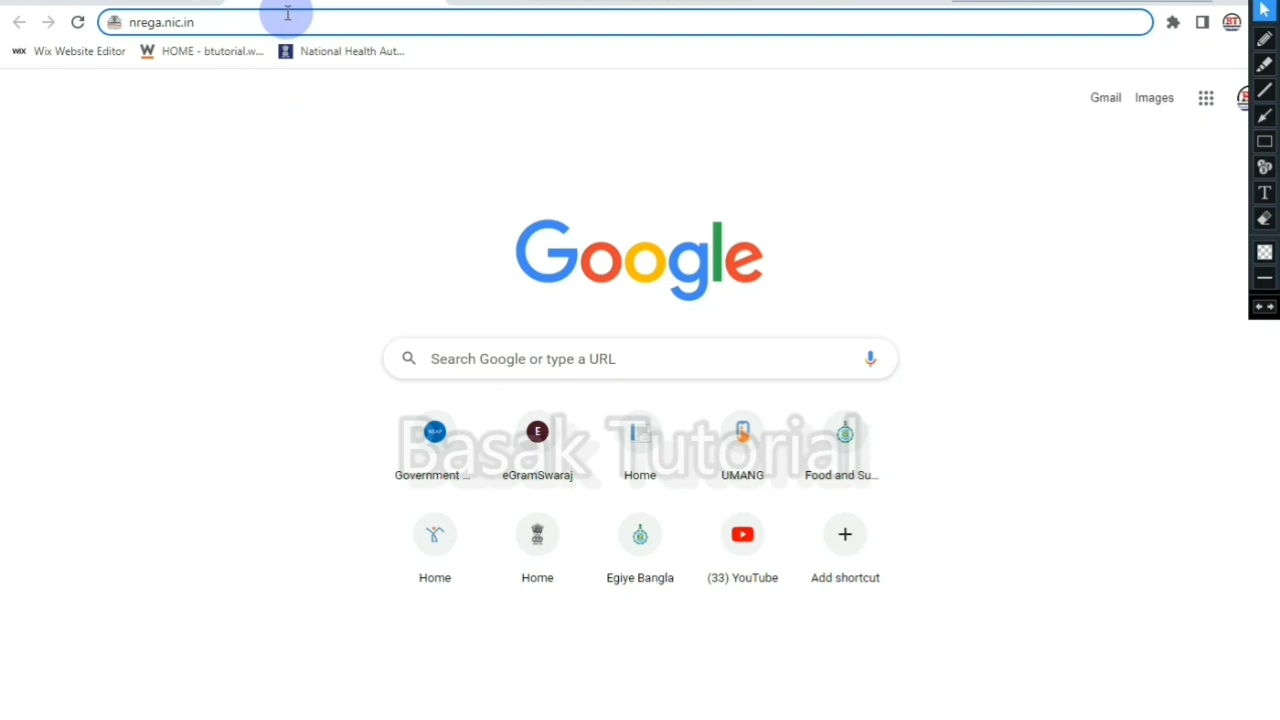 nrega.nic.in
WIX Wix Website Editor W HOME - btutorial.w... National Health Aut...
Gmail Images
Google
Search Google or type a URL
Basak Tutorial
Government ... eGramSwaraj Home UMANG Food and Su...
Home Home Egiye Bangla (33) YouTube Add shortcut